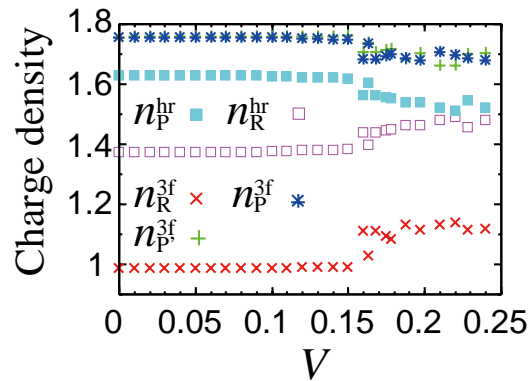 Charge density
1.8
1.6
1.4
1.2
1
n_P^hr n_R^hr
n_R^3f n_P^3f
n_P'^3f
0 0.05 0.1 0.15 0.2 0.25
V